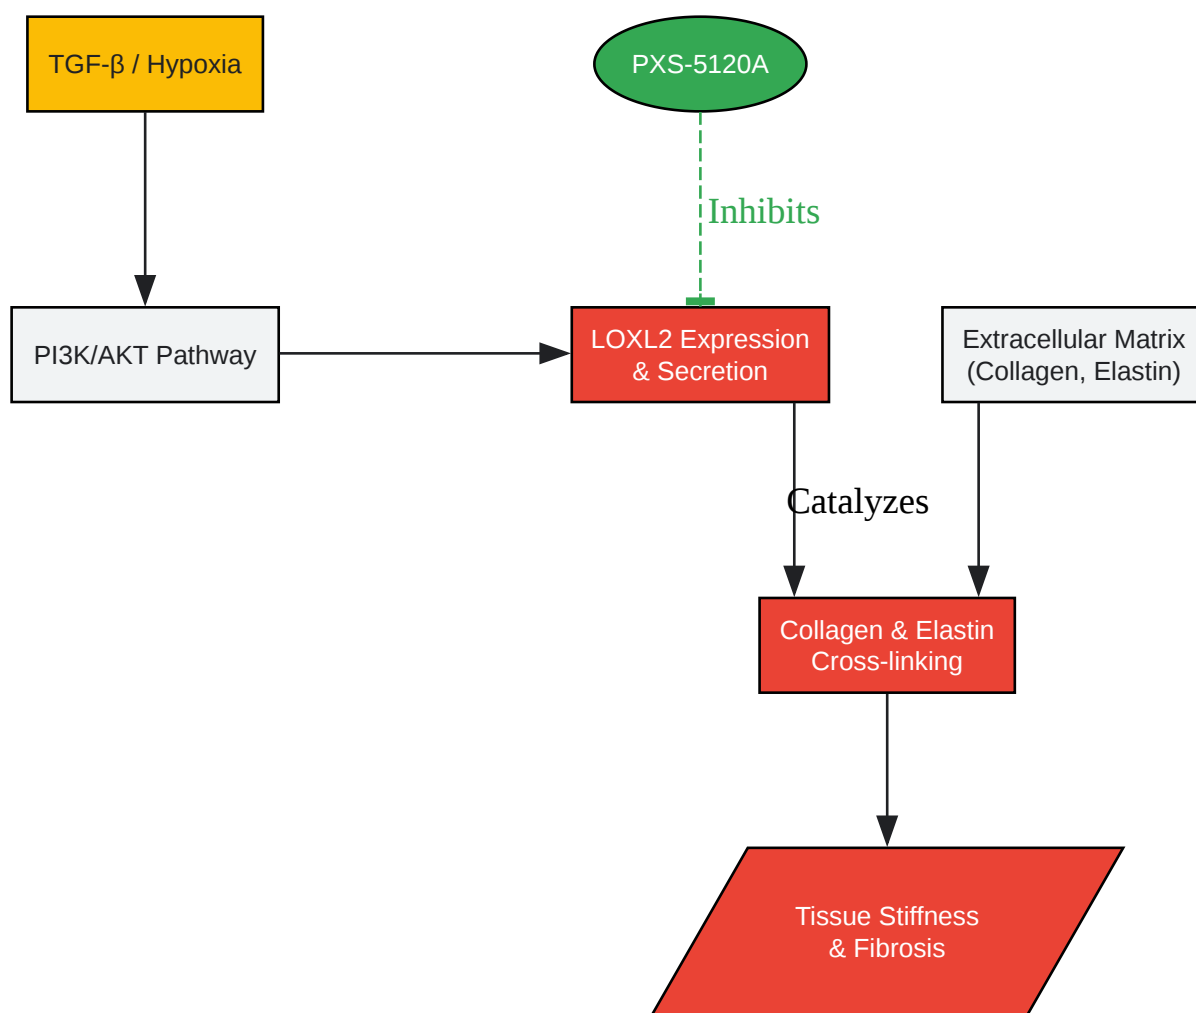 TGF-β / Hypoxia
PXS-5120A
Inhibits
PI3K/AKT Pathway
LOXL2 Expression
& Secretion
Extracellular Matrix
(Collagen, Elastin)
Catalyzes
Collagen & Elastin
Cross-linking
Tissue Stiffness
& Fibrosis